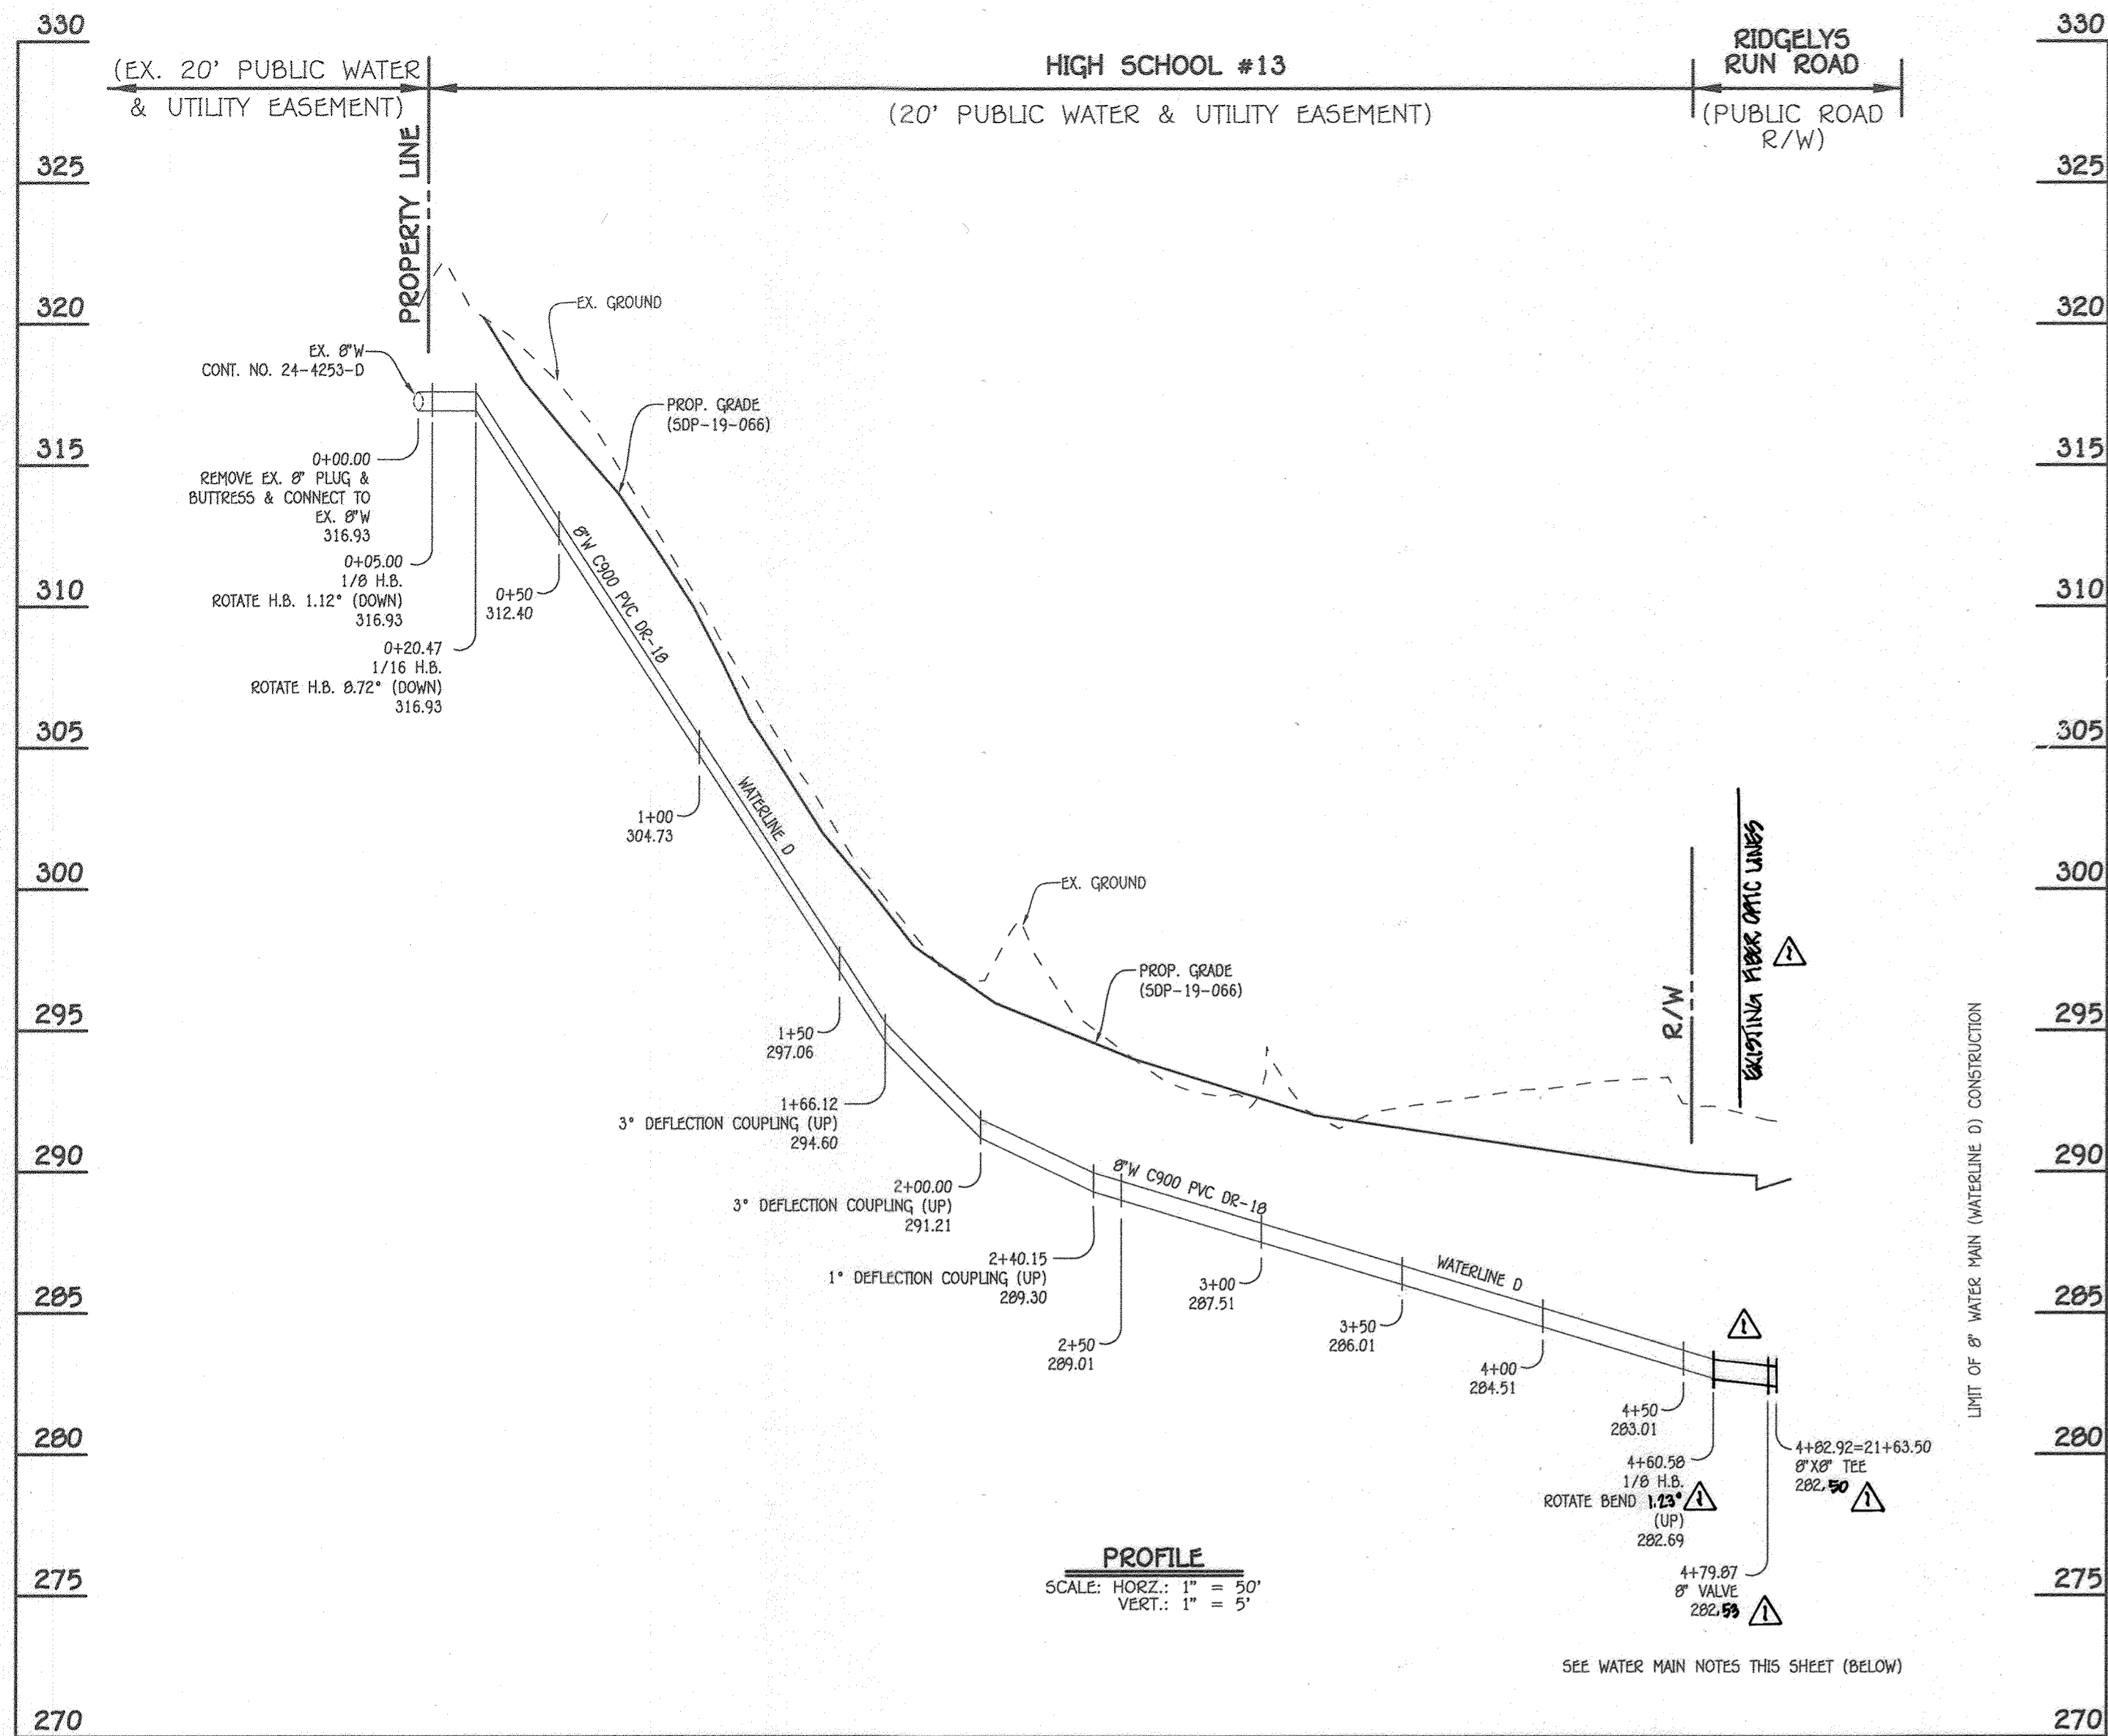 330
330
(EX. 20' PUBLIC WATER
& UTILITY EASEMENT)
HIGH SCHOOL #13
(20' PUBLIC WATER & UTILITY EASEMENT)
RIDGELYS
RUN ROAD
(PUBLIC ROAD
R/W)
PROPERTY LINE
325
325
320
320
EX. GROUND
EX. 8"W
CONT. NO. 24-4253-D
PROP. GRADE
(SDP-19-066)
315
315
0+00.00
REMOVE EX. 8" PLUG &
BUTTRESS & CONNECT TO
EX. 8"W
316.93
0+05.00
1/8 H.B.
ROTATE H.B. 1.12° (DOWN)
316.93
0+20.47
1/16 H.B.
ROTATE H.B. 8.72° (DOWN)
316.93
0+50
312.40
8"W C900 PVC DR-18
310
310
305
305
1+00
304.73
WATERLINE D
300
300
EX. GROUND
PROP. GRADE
(SDP-19-066)
R/W
EXISTING FIBER OPTIC LINES
1
295
295
1+50
297.06
1+66.12
3° DEFLECTION COUPLING (UP)
294.60
LIMIT OF 8" WATER MAIN (WATERLINE D) CONSTRUCTION
290
290
2+00.00
3° DEFLECTION COUPLING (UP)
291.21
8"W C900 PVC DR-18
2+40.15
1° DEFLECTION COUPLING (UP)
289.30
WATERLINE D
285
285
2+50
289.01
3+00
287.51
3+50
286.01
4+00
284.51
1
4+50
283.01
280
280
4+60.58
1/8 H.B.
ROTATE BEND 1.23° 1
(UP)
282.69
4+82.92=21+63.50
8"X8" TEE
282.50 1
275
275
4+79.87
8" VALVE
282.53 1
PROFILE
SCALE: HORZ.: 1" = 50'
VERT.: 1" = 5'
SEE WATER MAIN NOTES THIS SHEET (BELOW)
270
270